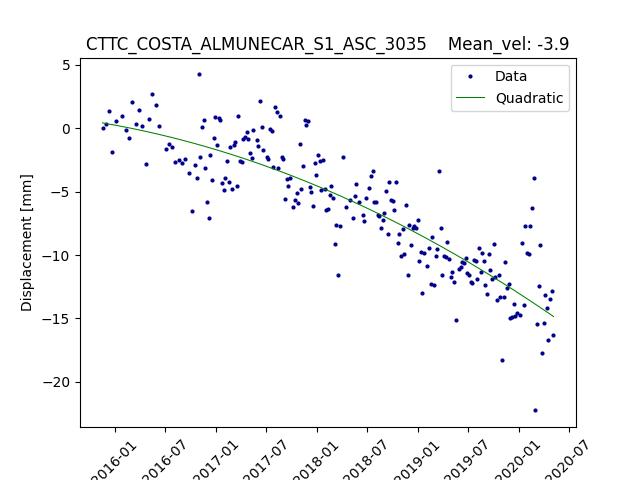 CTTC_COSTA_ALMUNECAR_S1_ASC_3035 Mean_vel: -3.9
Data
Quadratic
Displacement [mm]
5
0
−5
−10
−15
−20
2016-01 2016-07 2017-01 2017-07 2018-01 2018-07 2019-01 2019-07 2020-01 2020-07